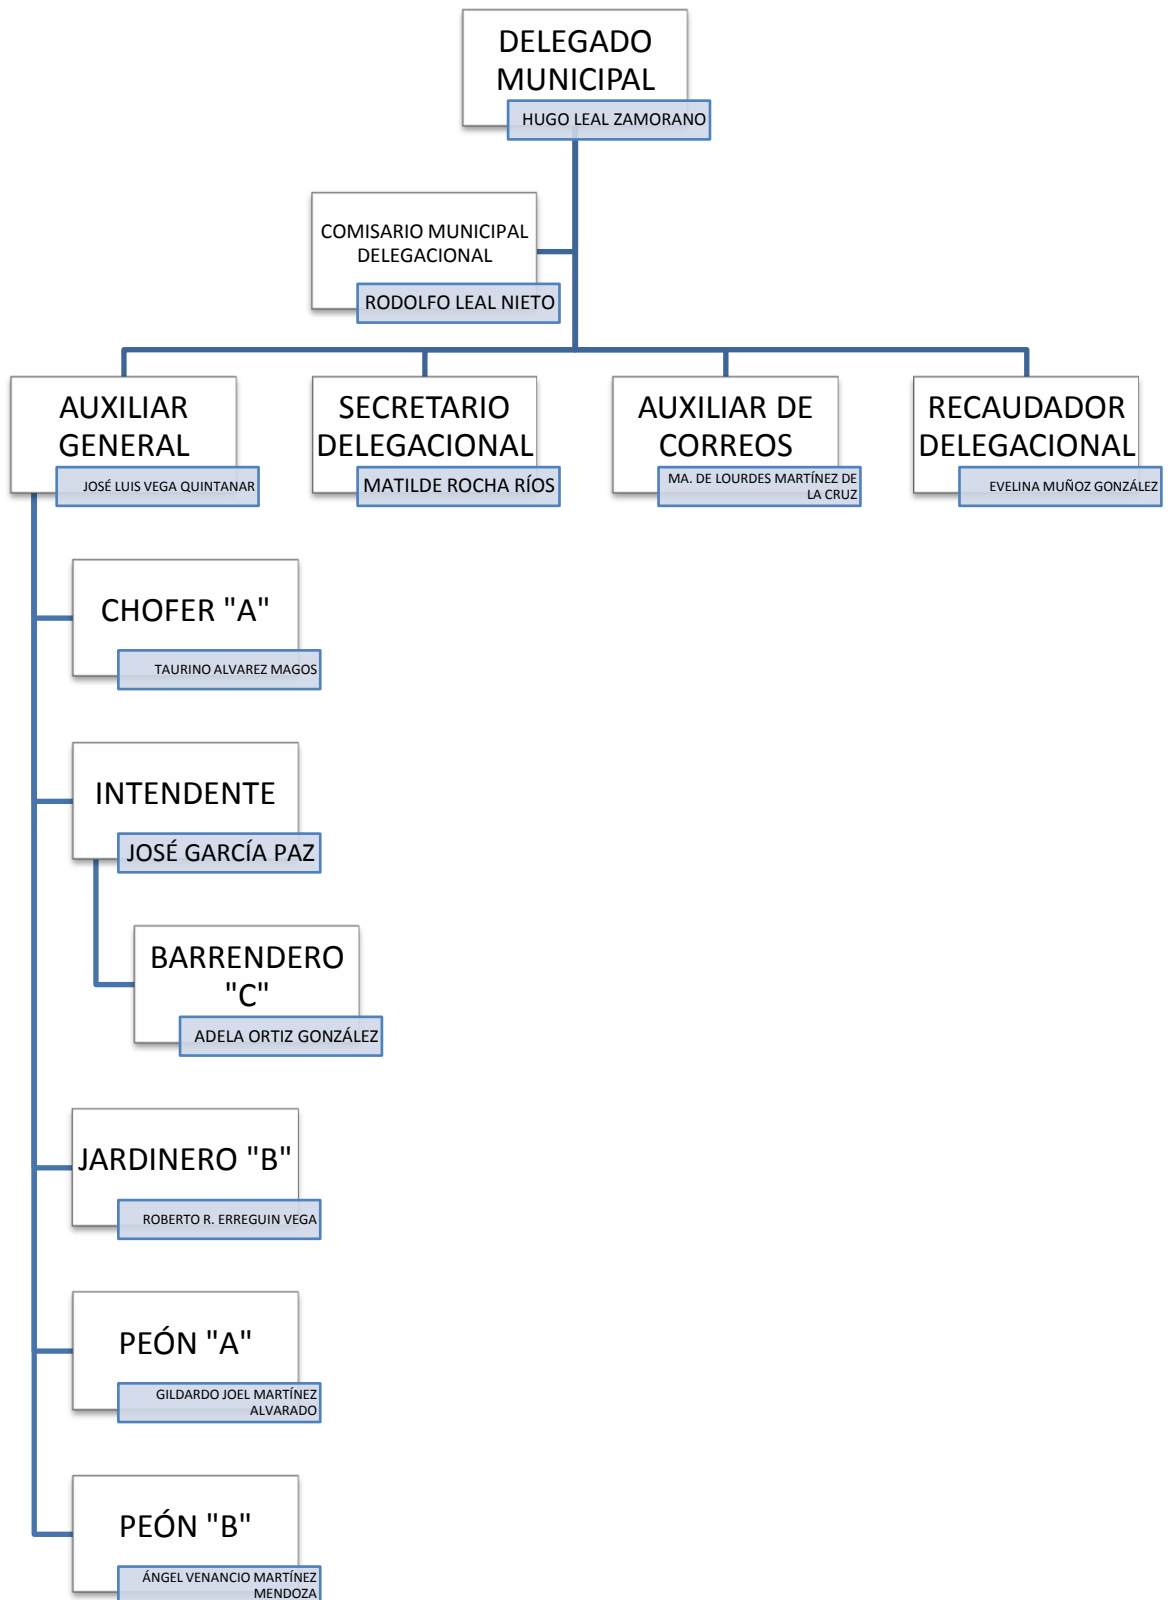 DELEGADO
MUNICIPAL
HUGO LEAL ZAMORANO
COMISARIO MUNICIPAL
DELEGACIONAL
RODOLFO LEAL NIETO
AUXILIAR
GENERAL
JOSÉ LUIS VEGA QUINTANAR
SECRETARIO
DELEGACIONAL
MATILDE ROCHA RÍOS
AUXILIAR DE
CORREOS
MA. DE LOURDES MARTÍNEZ DE
LA CRUZ
RECAUDADOR
DELEGACIONAL
EVELINA MUÑOZ GONZÁLEZ
CHOFER "A"
TAURINO ALVAREZ MAGOS
INTENDENTE
JOSÉ GARCÍA PAZ
BARRENDERO
"C"
ADELA ORTIZ GONZÁLEZ
JARDINERO "B"
ROBERTO R. ERREGUIN VEGA
PEÓN "A"
GILDARDO JOEL MARTÍNEZ
ALVARADO
PEÓN "B"
ÁNGEL VENANCIO MARTÍNEZ
MENDOZA